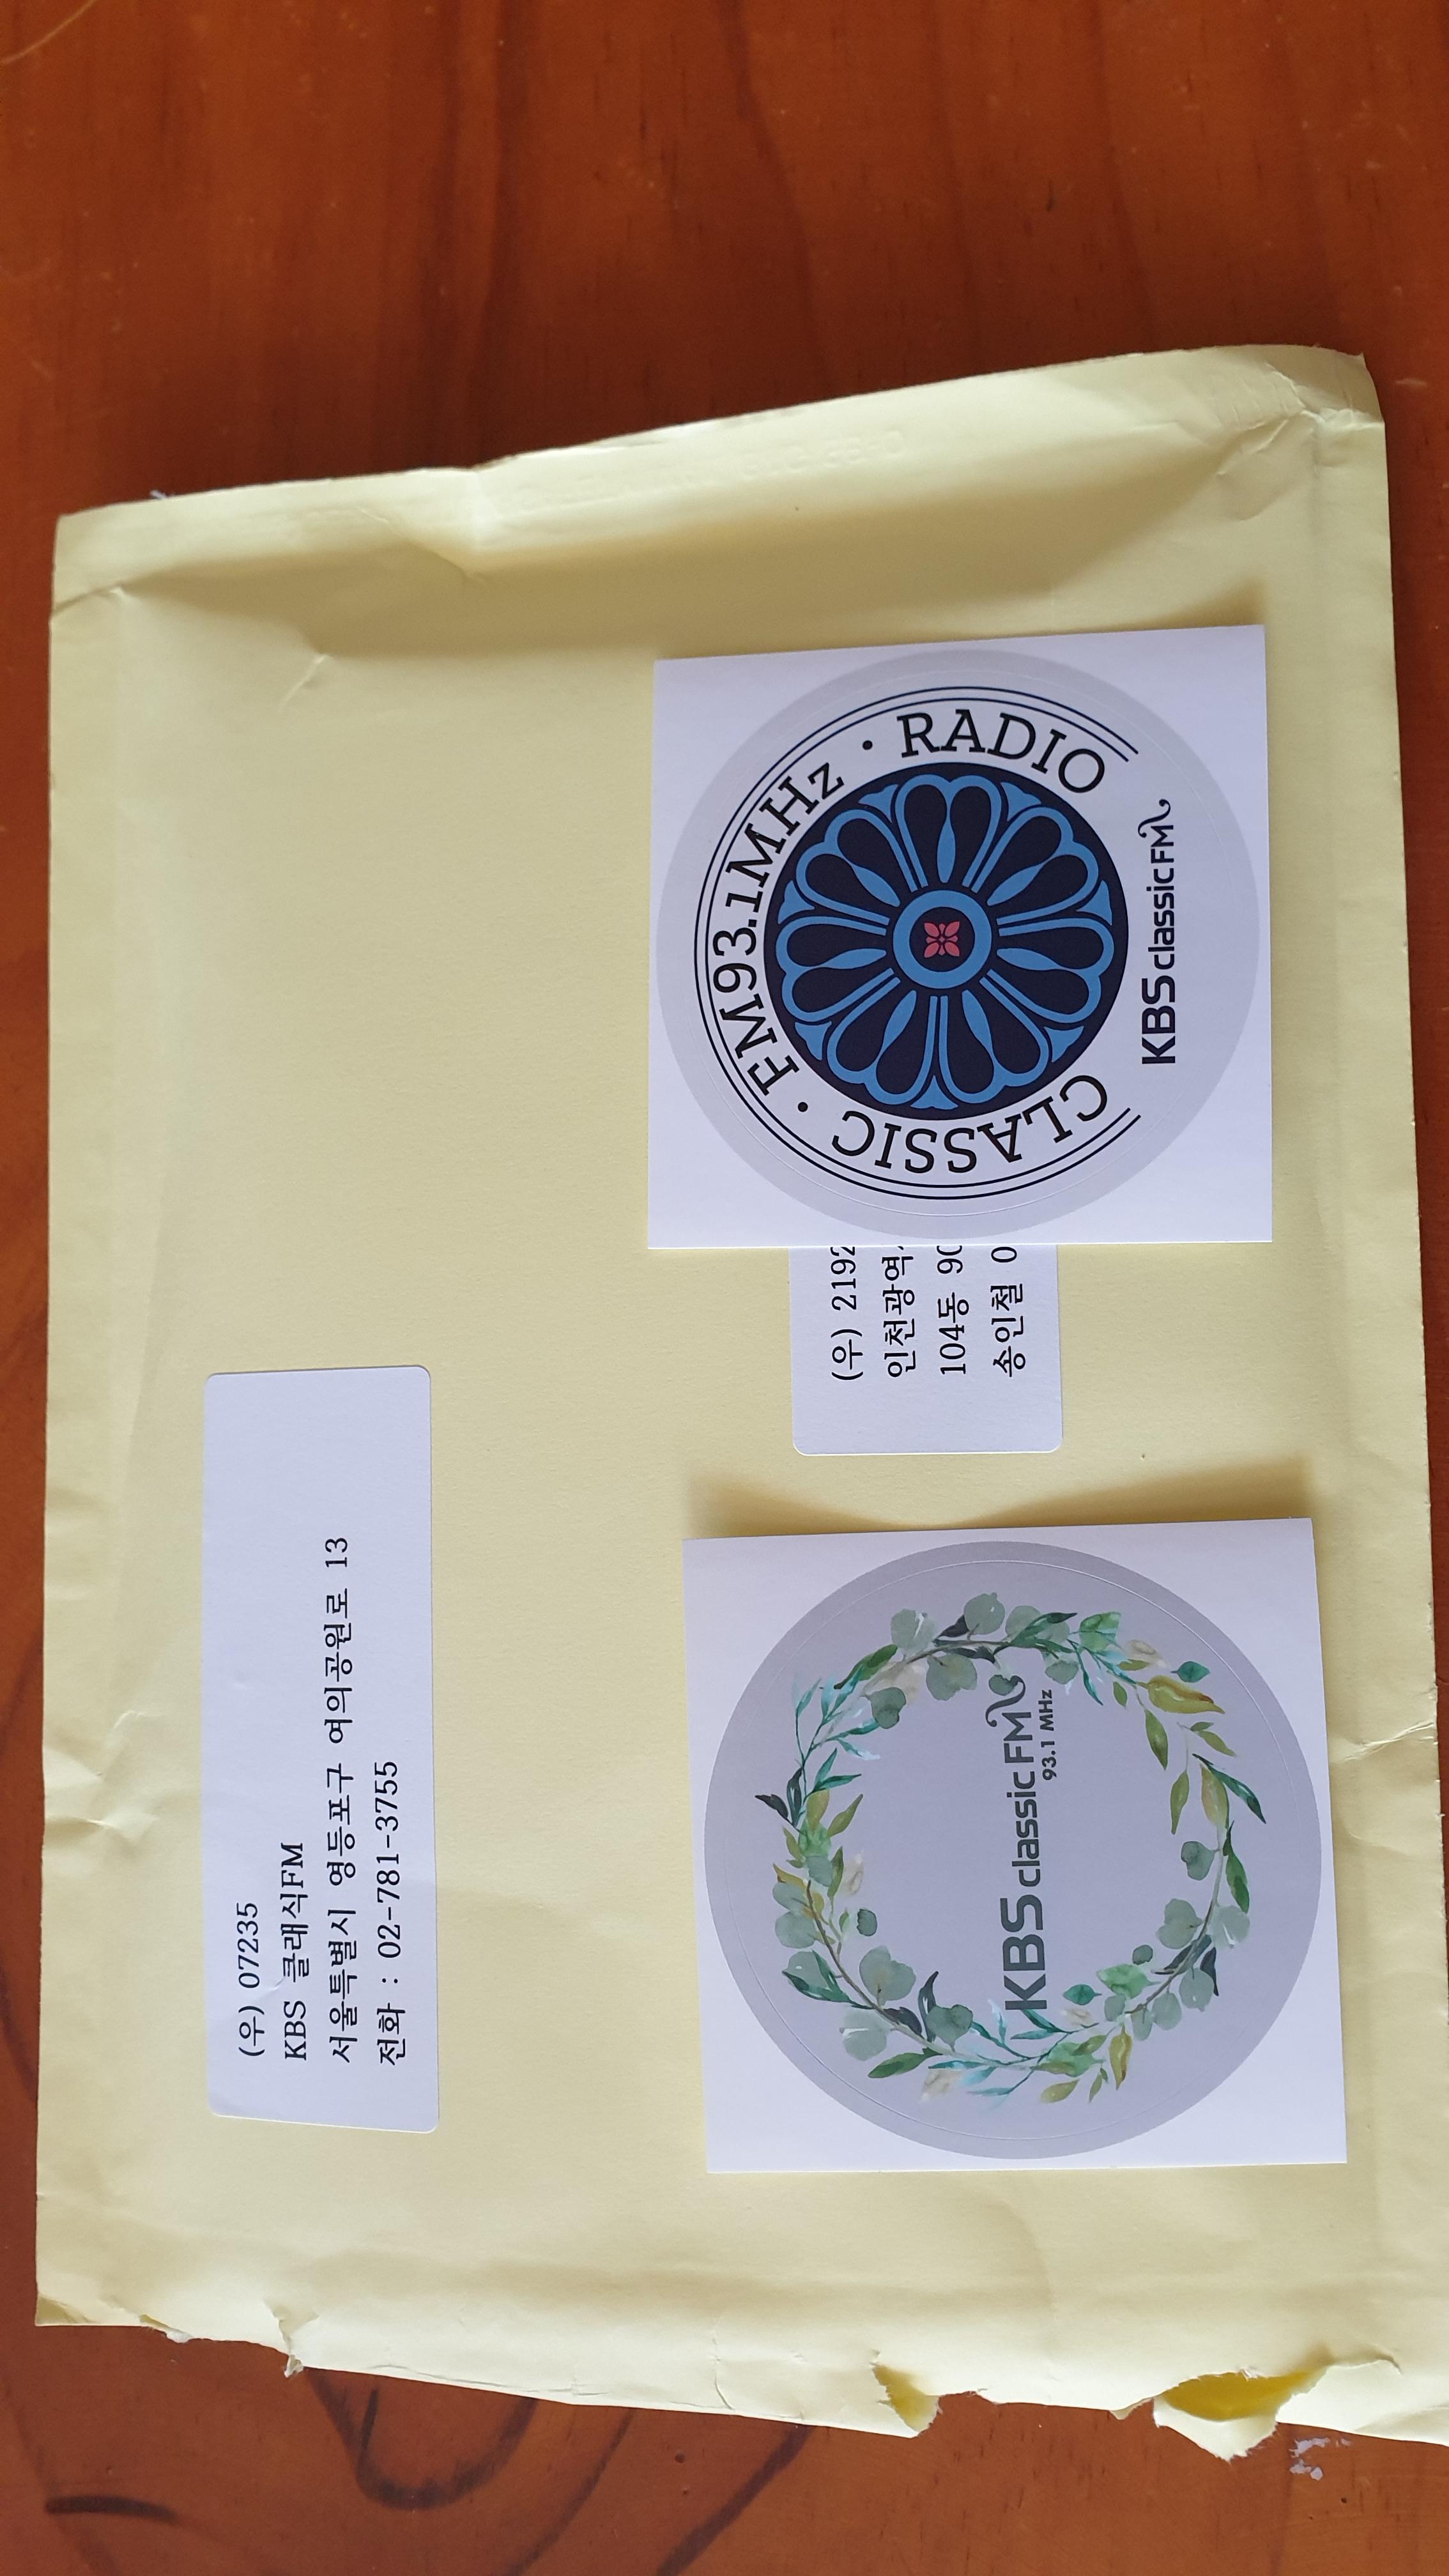 (우) 07235
KBS 클래식FM
서울특별시 영등포구 여의공원로 13
전화 : 02-781-3755
(우) 2192
인천광역
104동 90
송인철 0
CLASSIC · FM93.1MHz · RADIO
KBS classic FM
KBS classic FM
93.1 MHz